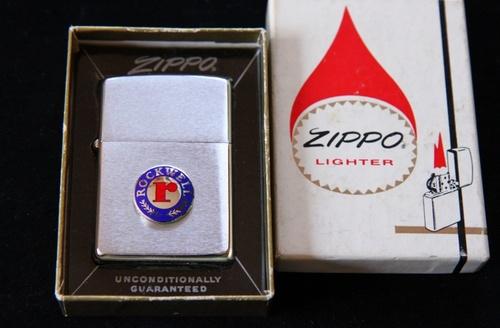 ZIPPO
ROCKWELL
r
UNCONDITIONALLY
GUARANTEED
ZIPPO
LIGHTER